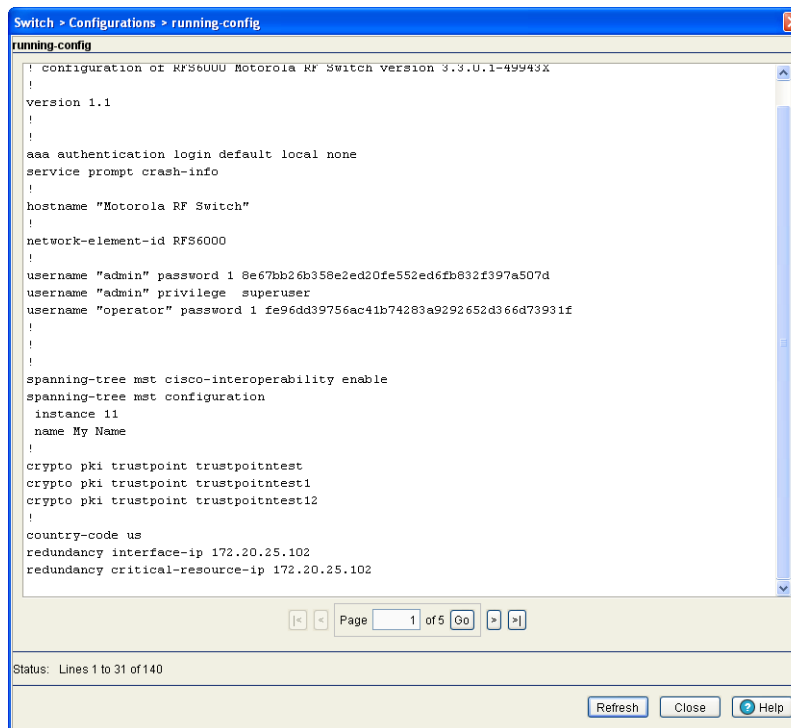 Switch > Configurations > running-config
running-config
! configuration of RFS6000 Motorola RF Switch version 3.3.0.1-49943X
!
version 1.1
!
!
aaa authentication login default local none
service prompt crash-info
!
hostname "Motorola RF Switch"
!
network-element-id RFS6000
!
username "admin" password 1 8e67bb26b358e2ed20fe552ed6fb832f397a507d
username "admin" privilege  superuser
username "operator" password 1 fe96dd39756ac41b74283a9292652d366d73931f
!
!
!
spanning-tree mst cisco-interoperability enable
spanning-tree mst configuration
 instance 11
 name My Name
!
crypto pki trustpoint trustpoitntest
crypto pki trustpoint trustpoitntest1
crypto pki trustpoint trustpoitntest12
!
country-code us
redundancy interface-ip 172.20.25.102
redundancy critical-resource-ip 172.20.25.102
|< < Page 1 of 5 Go > >|
Status: Lines 1 to 31 of 140
Refresh Close ? Help